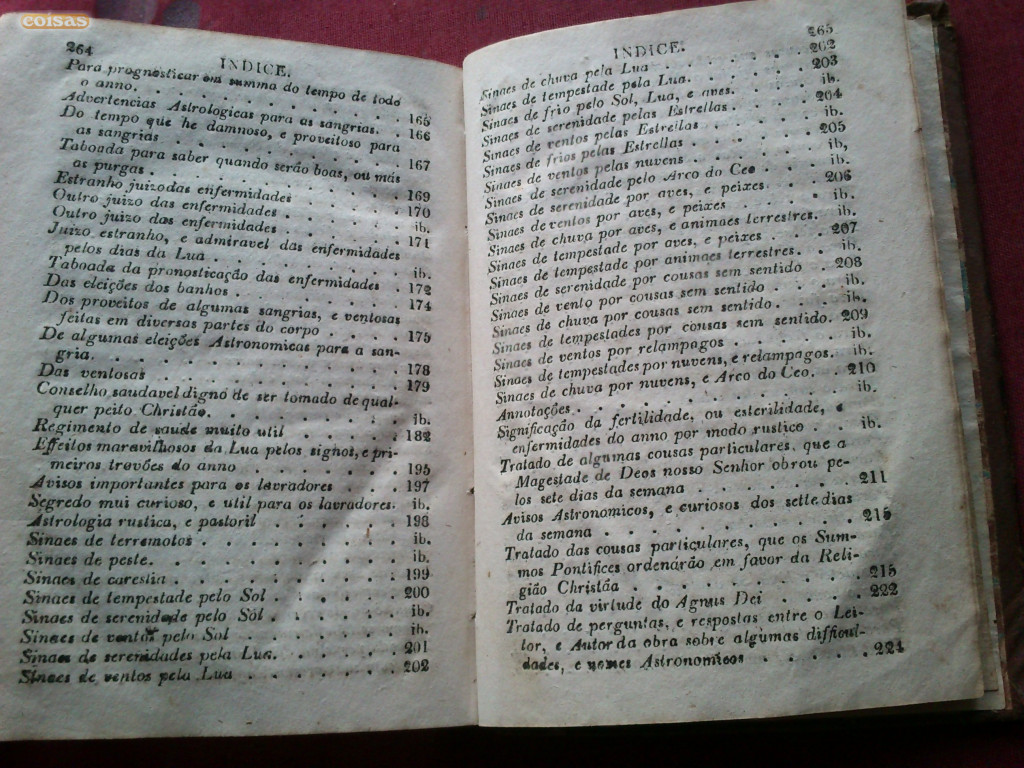 coisas
264
INDICE.
Para prognosticar em summa do tempo de todo
o anno. . . . . . . . . . 165
Advertencias Astrologicas para as sangrias. 166
Do tempo que he damnoso, e proveitoso para
as sangrias . . . . . . . . . 167
Taboada para saber quando serão boas, ou más
as purgas . . . . . . . . . . 169
Estranho juizo das enfermidades . . . . 170
Outro juizo das enfermidades . . . . . ib.
Outro juizo das enfermidades . . . . . 171
Juizo estranho, e admiravel das enfermidades
pelos dias da Lua . . . . . . . ib.
Taboada da pronosticação das enfermidades . 172
Das eleições dos banhos . . . . . . 174
Dos proveitos de algumas sangrias, e ventosas
feitas em diversas partes do corpo . . . 175
De algumas eleições Astronomicas para a san-
gria. . . . . . . . . . . 178
Das ventosas . . . . . . . . . 179
Conselho saudavel digno de ser tomado de qual-
quer peito Christão. . . . . . . . ib.
Regimento de saude muito util . . . . 182
Effeitos maravilhosos da Lua pelos signos, e pri-
meiros trovões do anno . . . . . . 195
Avisos importantes para os lavradores . . . 197
Segredo mui curioso, e util para os lavradores. ib.
Astrologia rustica, e pastoril . . . . . 198
Sinaes de terremotos . . . . . . . ib.
Sinaes de peste. . . . . . . . . ib.
Sinaes de carestia . . . . . . . . 199
Sinaes de tempestade pelo Sol . . . . . 200
Sinaes de serenidade pelo Sol . . . . . ib.
Sinaes de ventos pelo Sol . . . . . . ib.
Sinaes de serenidades pela Lua. . . . . 201
Sinaes de ventos pela Lua . . . . . . 202
INDICE. 265
Sinaes de chuva pela Lua . . . . . . 202
Sinaes de tempestade pela Lua. . . . . 203
Sinaes de frio pelo Sol, Lua, e aves. . . . ib.
Sinaes de serenidade pelas Estrellas . . . 204
Sinaes de ventos pelas Estrellas . . . . ib.
Sinaes de frios pelas Estrellas . . . . . 205
Sinaes de ventos pelas nuvens . . . . . ib,
Sinaes de serenidade pelo Arco do Ceo . . . ib.
Sinaes de serenidade por aves, e peixes . . 206
Sinaes de ventos por aves, e peixes . . . ib.
Sinaes de chuva por aves, e animaes terrestres. ib.
Sinaes de tempestade por aves, e peixes . . 207
Sinaes de tempestade por animaes terrestres. . ib.
Sinaes de serenidade por cousas sem sentido . 208
Sinaes de vento por cousas sem sentido . . ib.
Sinaes de chuva por cousas sem sentido. . . ib.
Sinaes de tempestades por cousas sem sentido. 209
Sinaes de ventos por relampagos . . . . ib.
Sinaes de tempestades por nuvens, e relampagos. ib.
Sinaes de chuva por nuvens, e Arco do Ceo. . 210
Annotações . . . . . . . . . . ib.
Significação da fertilidade, ou esterilidade, e
enfermidades do anno por modo rustico . . ib.
Tratado de algumas cousas particulares, que a
Magestade de Deos nosso Senhor obrou pe-
los sete dias da semana . . . . . . 211
Avisos Astronomicos, e curiosos dos sette dias
da semana . . . . . . . . . . 215
Tratado das cousas particulares, que os Sum-
mos Pontifices ordenárão em favor da Reli-
gião Christãa . . . . . . . . . 215
Tratado da virtude do Agnus Dei . . . . 222
Tratado de perguntas, e respostas entre o Lei-
tor, e Autor da obra sobre algumas difficul-
dades, e nomes Astronomicos . . . . . 224